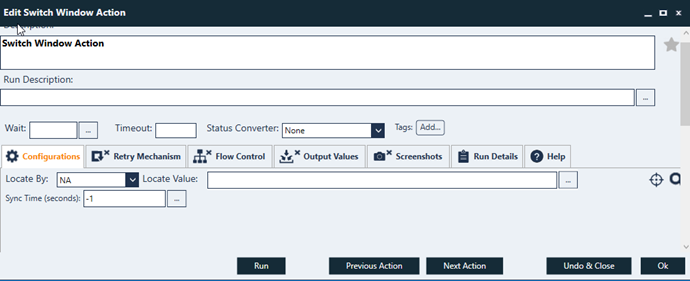 Edit Switch Window Action
Description:
Switch Window Action
Run Description:
...
Wait: ... Timeout: Status Converter: None Tags: Add...
Configurations Retry Mechanism Flow Control Output Values Screenshots Run Details Help
Locate By: NA Locate Value: ...
Sync Time (seconds): -1 ...
Run Previous Action Next Action Undo & Close Ok